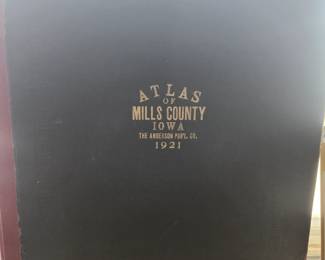 ATLAS
OF
MILLS COUNTY
IOWA
THE ANDERSON PUB'L. CO.
1921